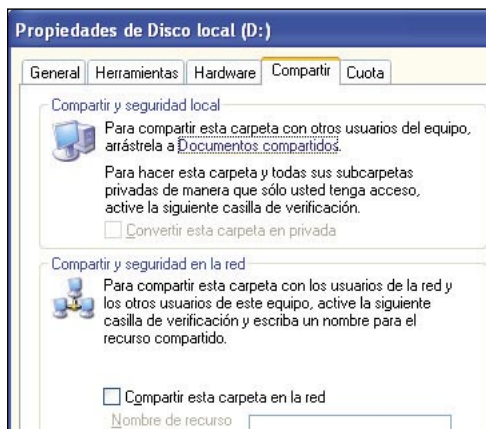 Propiedades de Disco local (D:)
General Herramientas Hardware Compartir Cuota
Compartir y seguridad local
Para compartir esta carpeta con otros usuarios del equipo,
arrástrela a Documentos compartidos.
Para hacer esta carpeta y todas sus subcarpetas
privadas de manera que sólo usted tenga acceso,
active la siguiente casilla de verificación.
Convertir esta carpeta en privada
Compartir y seguridad en la red
Para compartir esta carpeta con los usuarios de la red y
los otros usuarios de este equipo, active la siguiente
casilla de verificación y escriba un nombre para el
recurso compartido.
Compartir esta carpeta en la red
Nombre de recurso